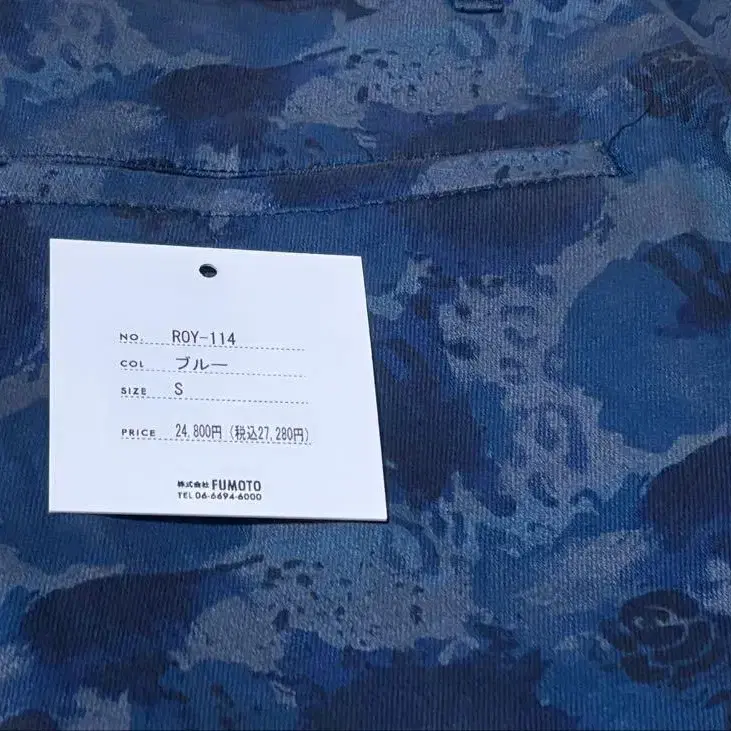 NO. ROY-114
COL ブルー
SIZE S
PRICE 24,800円(税込27,280円)
株式会社 FUMOTO
TEL 06-6694-6000